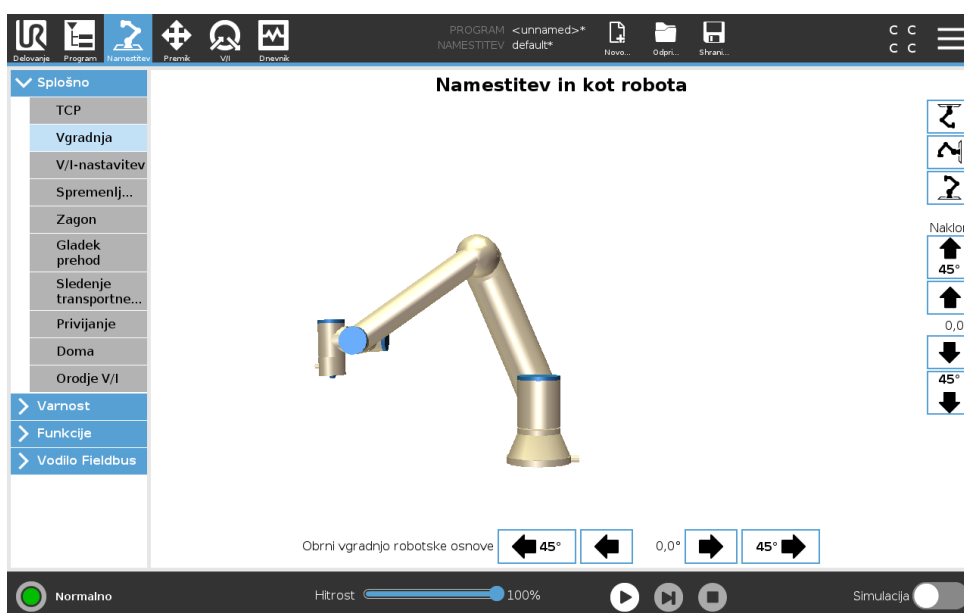 UR
PROGRAM <unnamed>*
NAMESTITEV default*
Delovanje Program Namestitev Premik V/I Dnevnik Novo... Odpri... Shrani...
C C
C C
Splošno
TCP
Vgradnja
V/I-nastavitev
Spremenlj...
Zagon
Gladek
prehod
Sledenje
transportne...
Privijanje
Doma
Orodje V/I
Varnost
Funkcije
Vodilo Fieldbus
Namestitev in kot robota
Naklon
45°
0,0
45°
Obrni vgradnjo robotske osnove 45° 0,0° 45°
Normalno Hitrost 100% Simulacija